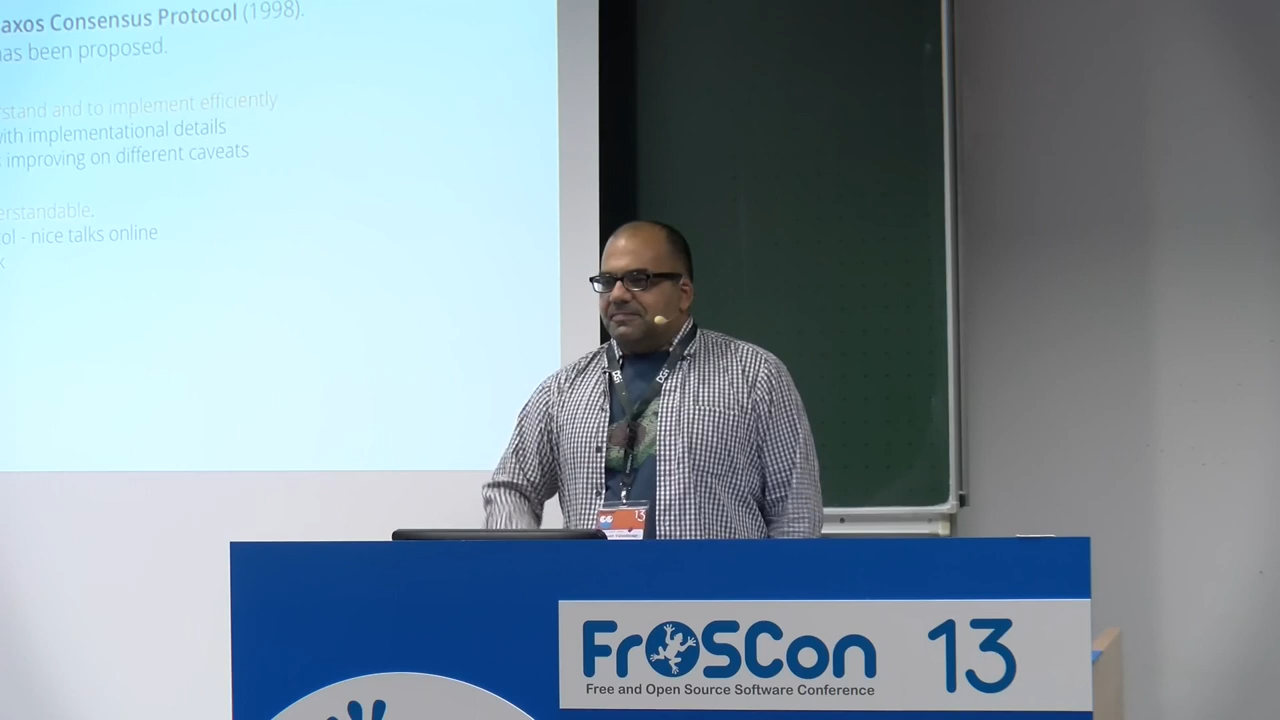 axos Consensus Protocol (1998).
has been proposed.
rstand and to implement efficiently
with implementational details
improving on different caveats
erstandable.
ol - nice talks online
k
13
FrOSCon 13
Free and Open Source Software Conference